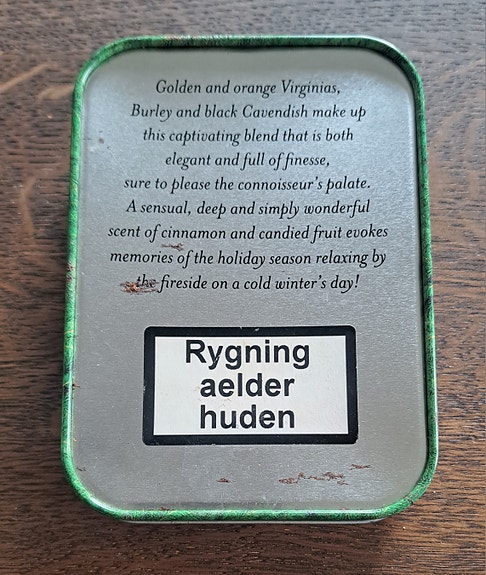 Golden and orange Virginias,
Burley and black Cavendish make up
this captivating blend that is both
elegant and full of finesse,
sure to please the connoisseur's palate.
A sensual, deep and simply wonderful
scent of cinnamon and candied fruit evokes
memories of the holiday season relaxing by
the fireside on a cold winter's day!
Rygning
aelder
huden